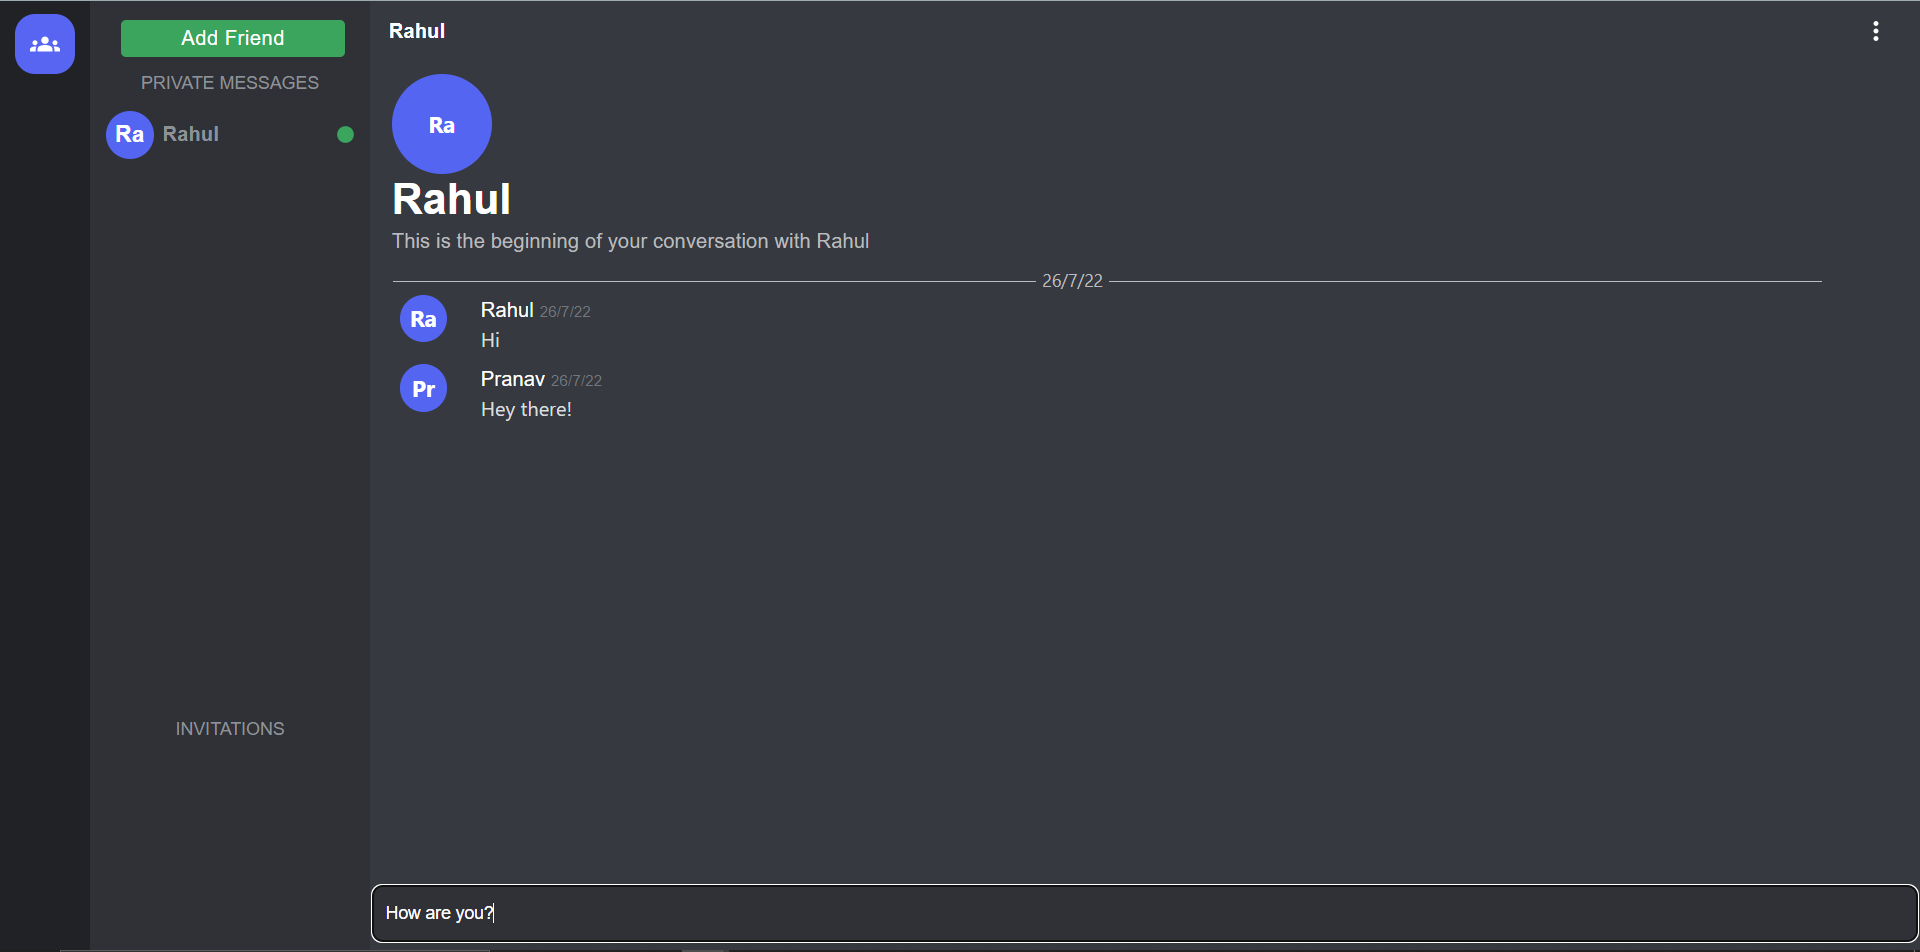 Add Friend
PRIVATE MESSAGES
Ra Rahul
INVITATIONS
Rahul
Ra
Rahul
This is the beginning of your conversation with Rahul
26/7/22
Ra
Rahul 26/7/22
Hi
Pr
Pranav 26/7/22
Hey there!
How are you?